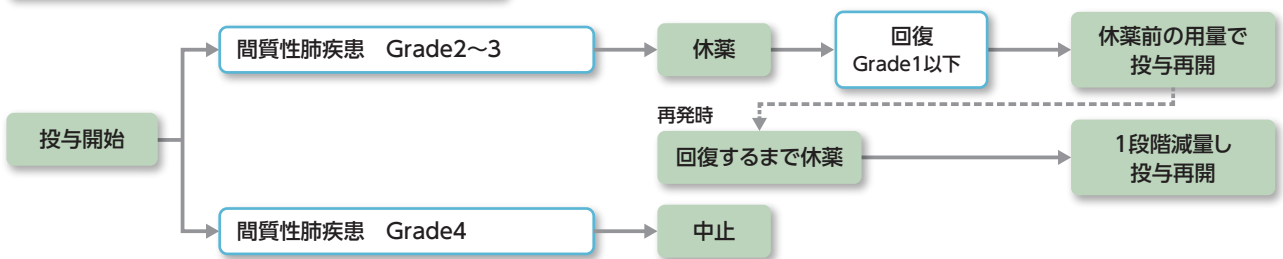 間質性肺疾患 Grade2～3
休薬
回復
Grade1以下
休薬前の用量で
投与再開
再発時
投与開始
回復するまで休薬
1段階減量し
投与再開
間質性肺疾患 Grade4
中止